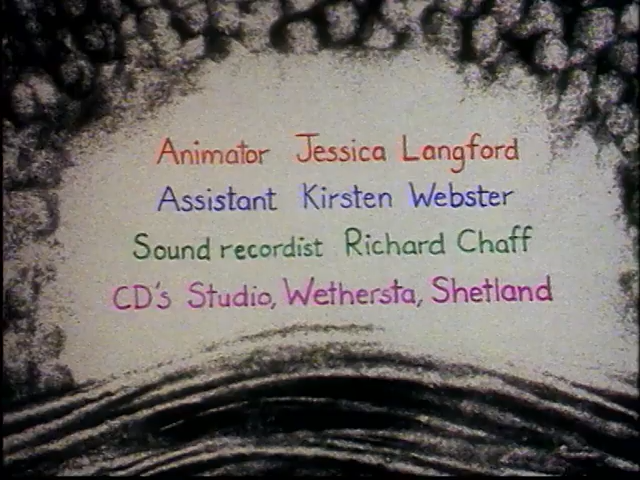 Animator Jessica Langford
Assistant Kirsten Webster
Sound recordist Richard Chaff
CD's Studio, Wethersta, Shetland